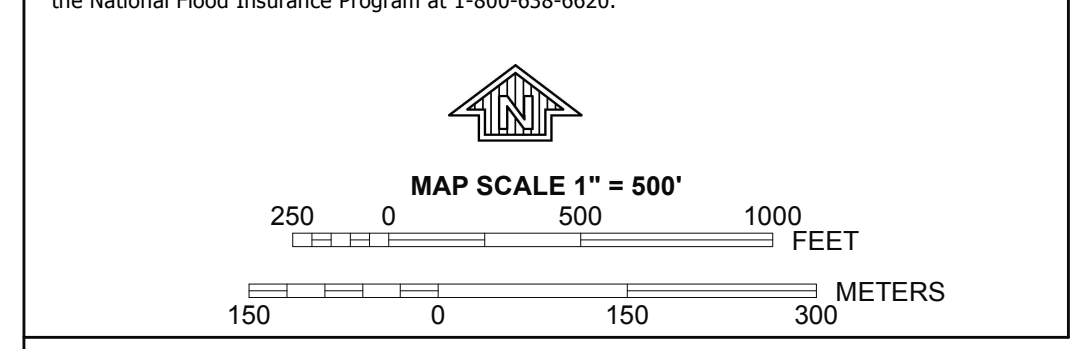 the National Flood Insurance Program at 1-800-638-6620.
N
MAP SCALE 1" = 500'
250 0 500 1000
FEET
METERS
150 0 150 300